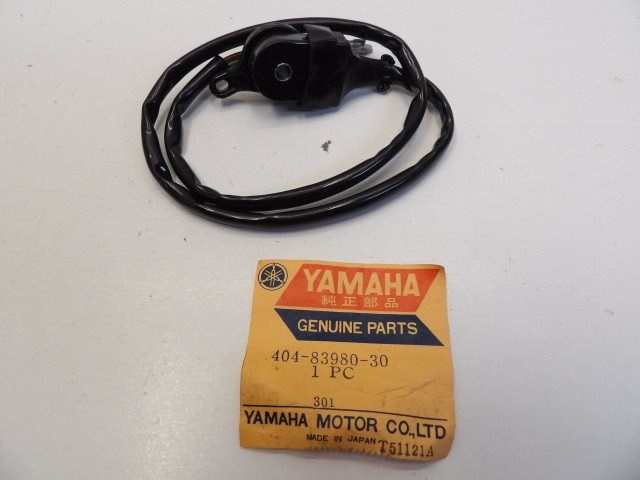 YAMAHA
純正部品
GENUINE PARTS
404-83980-30
1 PC
301
YAMAHA MOTOR CO.,LTD
MADE IN JAPAN T51121A